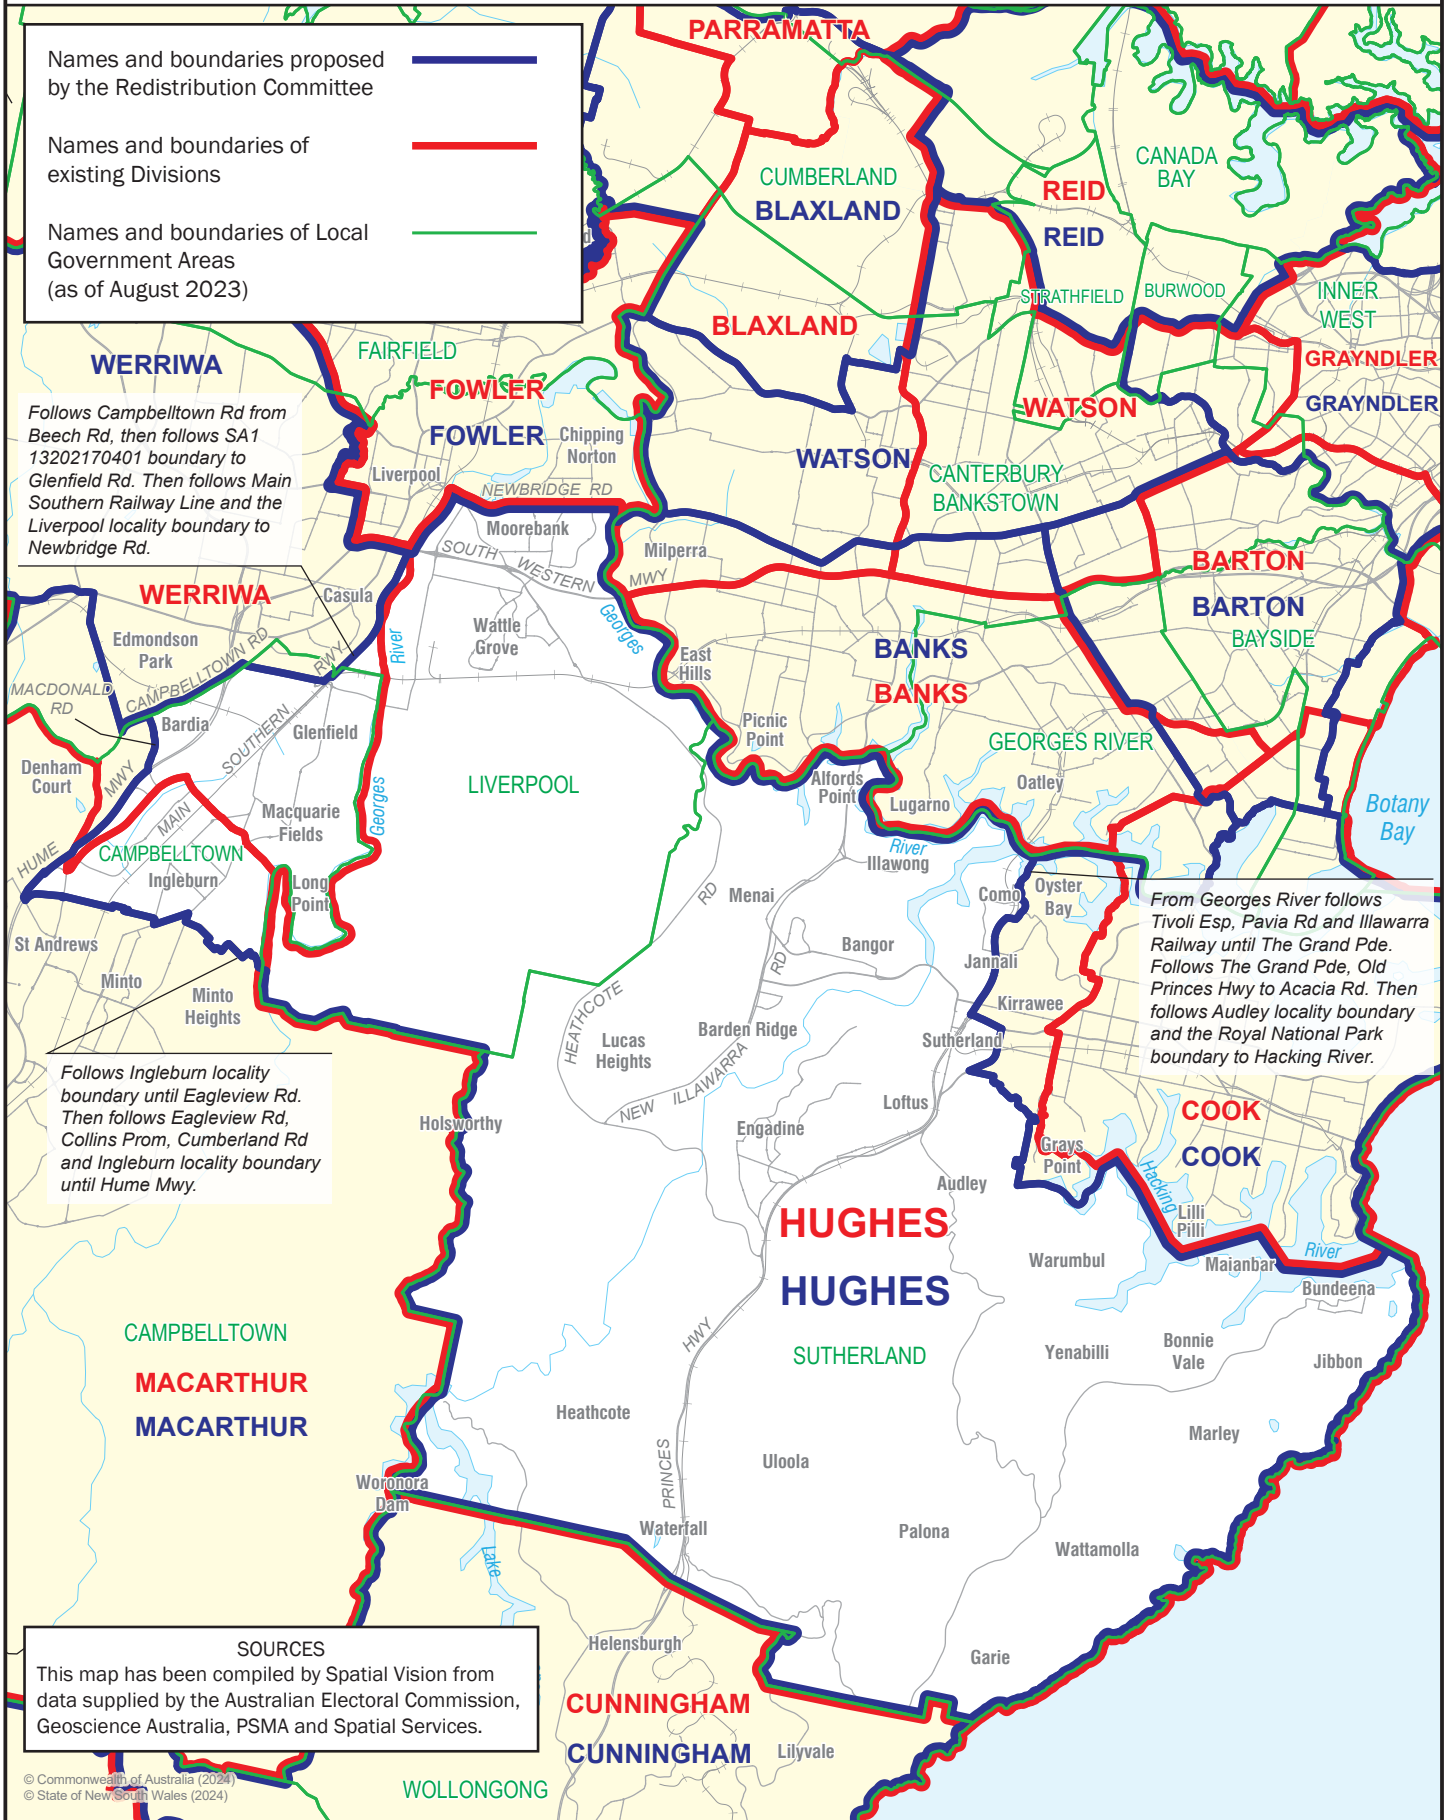 Names and boundaries proposed
by the Redistribution Committee
Names and boundaries of
existing Divisions
Names and boundaries of Local
Government Areas
(as of August 2023)
PARRAMATTA
CUMBERLAND
BLAXLAND
REID
REID
CANADA
BAY
STRATHFIELD
BURWOOD
INNER
WEST
BLAXLAND
GRAYNDLER
GRAYNDLER
WERRIWA
FAIRFIELD
FOWLER
FOWLER
Chipping
Norton
Liverpool
NEWBRIDGE RD
Moorebank
WATSON
WATSON
CANTERBURY
BANKSTOWN
Follows Campbelltown Rd from
Beech Rd, then follows SA1
13202170401 boundary to
Glenfield Rd. Then follows Main
Southern Railway Line and the
Liverpool locality boundary to
Newbridge Rd.
SOUTH WESTERN MWY
Milperra
BARTON
BARTON
BAYSIDE
WERRIWA
Casula
Edmondson
Park
Wattle
Grove
River
Georges
East
Hills
BANKS
BANKS
CAMPBELLTOWN RD
RWY
MACDONALD
RD
Bardia
SOUTHERN
Glenfield
Picnic
Point
GEORGES RIVER
Denham
Court
MWY
LIVERPOOL
Alfords
Point
Oatley
Lugarno
Botany
Bay
MAIN
Macquarie
Fields
Georges
River
Illawong
HUME
CAMPBELLTOWN
Ingleburn
Long
Point
RD
Menai
Como
Oyster
Bay
From Georges River follows
Tivoli Esp, Pavia Rd and Illawarra
Railway until The Grand Pde.
Follows The Grand Pde, Old
Princes Hwy to Acacia Rd. Then
follows Audley locality boundary
and the Royal National Park
boundary to Hacking River.
St Andrews
Bangor
Jannali
Minto
Minto
Heights
RD
Kirrawee
HEATHCOTE
Lucas
Heights
Barden Ridge
Sutherland
Follows Ingleburn locality
boundary until Eagleview Rd.
Then follows Eagleview Rd,
Collins Prom, Cumberland Rd
and Ingleburn locality boundary
until Hume Mwy.
NEW ILLAWARRA
Loftus
Holsworthy
Engadine
COOK
COOK
Grays
Point
Audley
Hacking
Lilli
Pilli
HUGHES
HUGHES
Warumbul
Maianbar
River
Bundeena
CAMPBELLTOWN
HWY
SUTHERLAND
Yenabilli
Bonnie
Vale
Jibbon
MACARTHUR
MACARTHUR
Heathcote
Marley
Uloola
PRINCES
Woronora
Dam
Waterfall
Palona
Wattamolla
Lake
Helensburgh
Garie
SOURCES
This map has been compiled by Spatial Vision from
data supplied by the Australian Electoral Commission,
Geoscience Australia, PSMA and Spatial Services.
CUNNINGHAM
CUNNINGHAM
Lilyvale
WOLLONGONG
© Commonwealth of Australia (2024)
© State of New South Wales (2024)